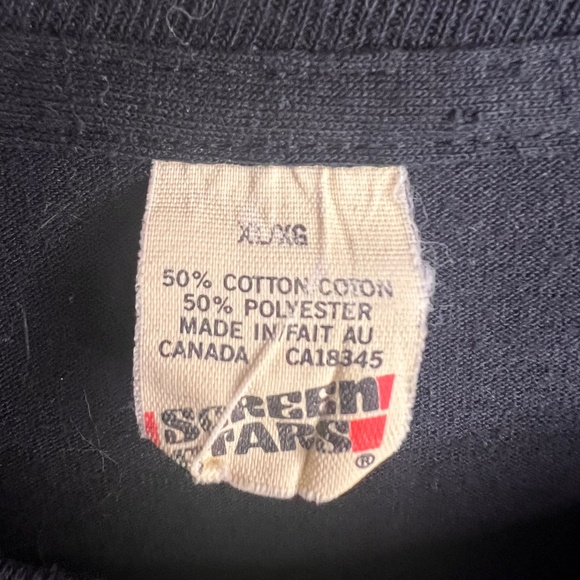 XL/XG
50% COTTON COTON
50% POLYESTER
MADE IN/FAIT AU
CANADA CA18345
SCREEN
STARS
®